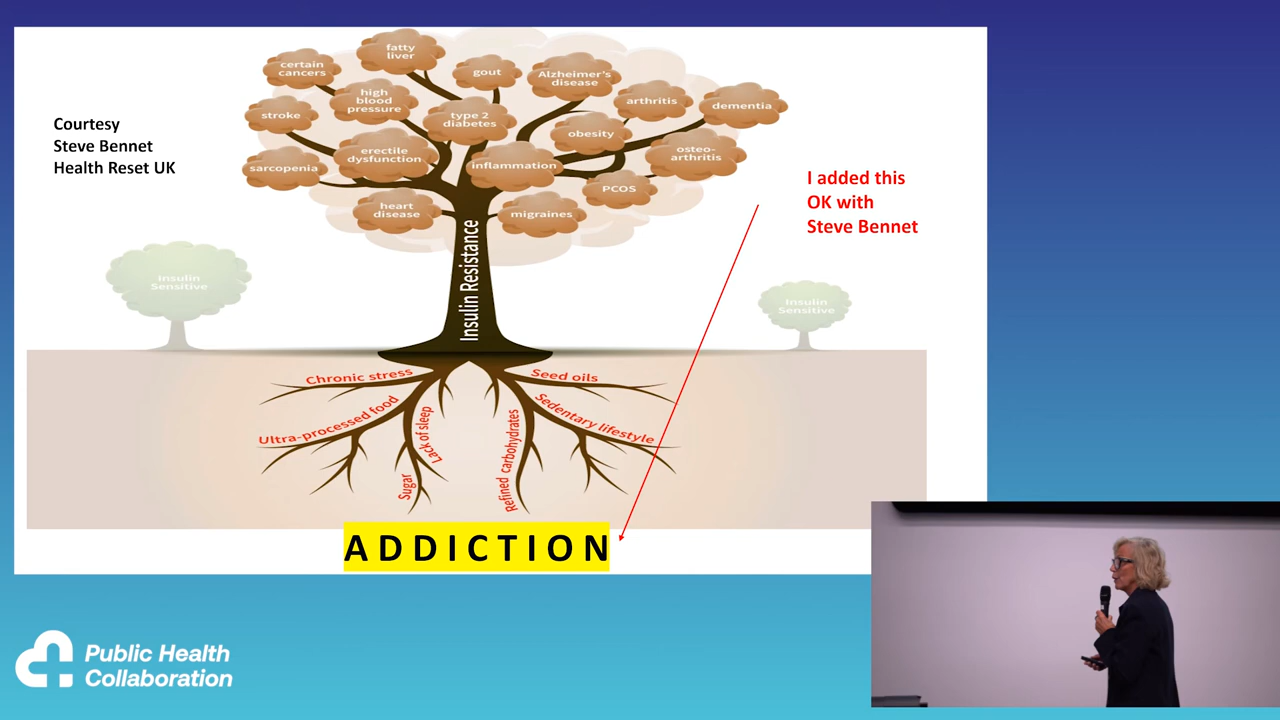 Courtesy
Steve Bennet
Health Reset UK
fatty
liver
certain
cancers
gout
Alzheimer's
disease
high
blood
pressure
arthritis
dementia
stroke
type 2
diabetes
obesity
erectile
dysfunction
osteo-
arthritis
sarcopenia
inflammation
PCOS
heart
disease
migraines
I added this
OK with
Steve Bennet
Insulin Resistance
Insulin
Sensitive
Insulin
Sensitive
Chronic stress
Seed oils
Ultra-processed food
Lack of sleep
Sugar
Refined carbohydrates
Sedentary lifestyle
ADDICTION
Public Health
Collaboration